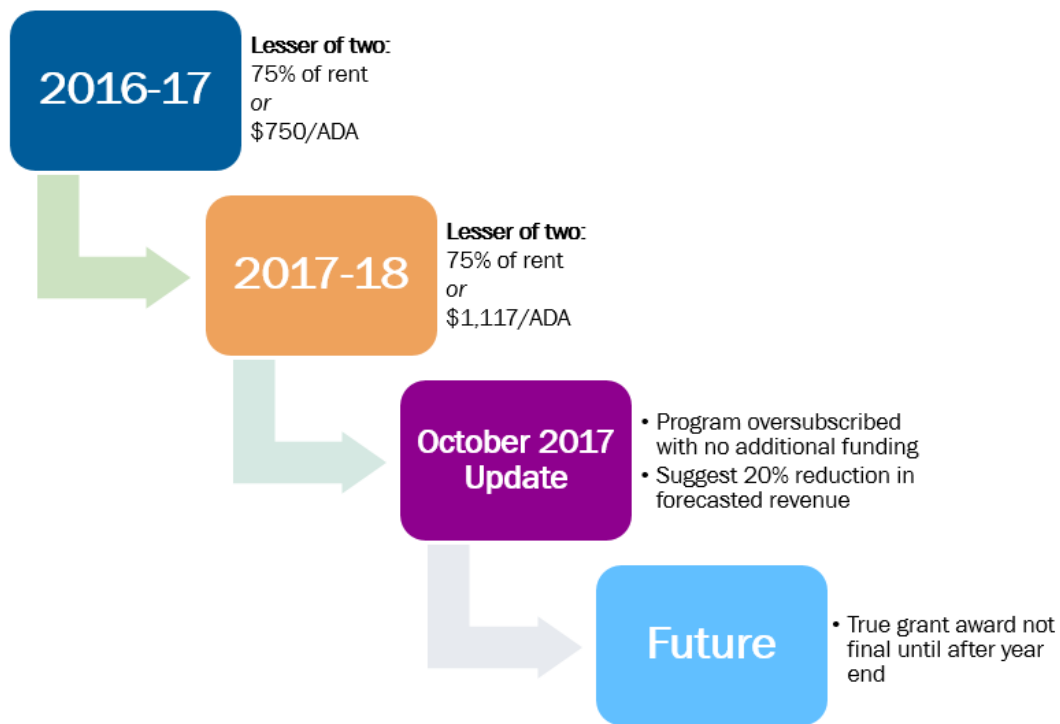 2016-17
Lesser of two:
75% of rent
or
$750/ADA
2017-18
Lesser of two:
75% of rent
or
$1,117/ADA
October 2017
Update
• Program oversubscribed
with no additional funding
• Suggest 20% reduction in
forecasted revenue
Future
• True grant award not
final until after year
end